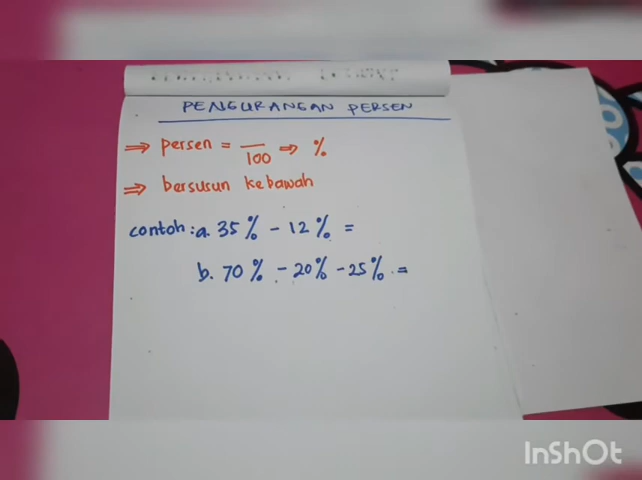 PENGURANGAN PERSEN
⇒ persen = — / 100 ⇒ %
⇒ bersusun kebawah
contoh : a. 35% - 12% =
b. 70% - 20% - 25% =
InShOt